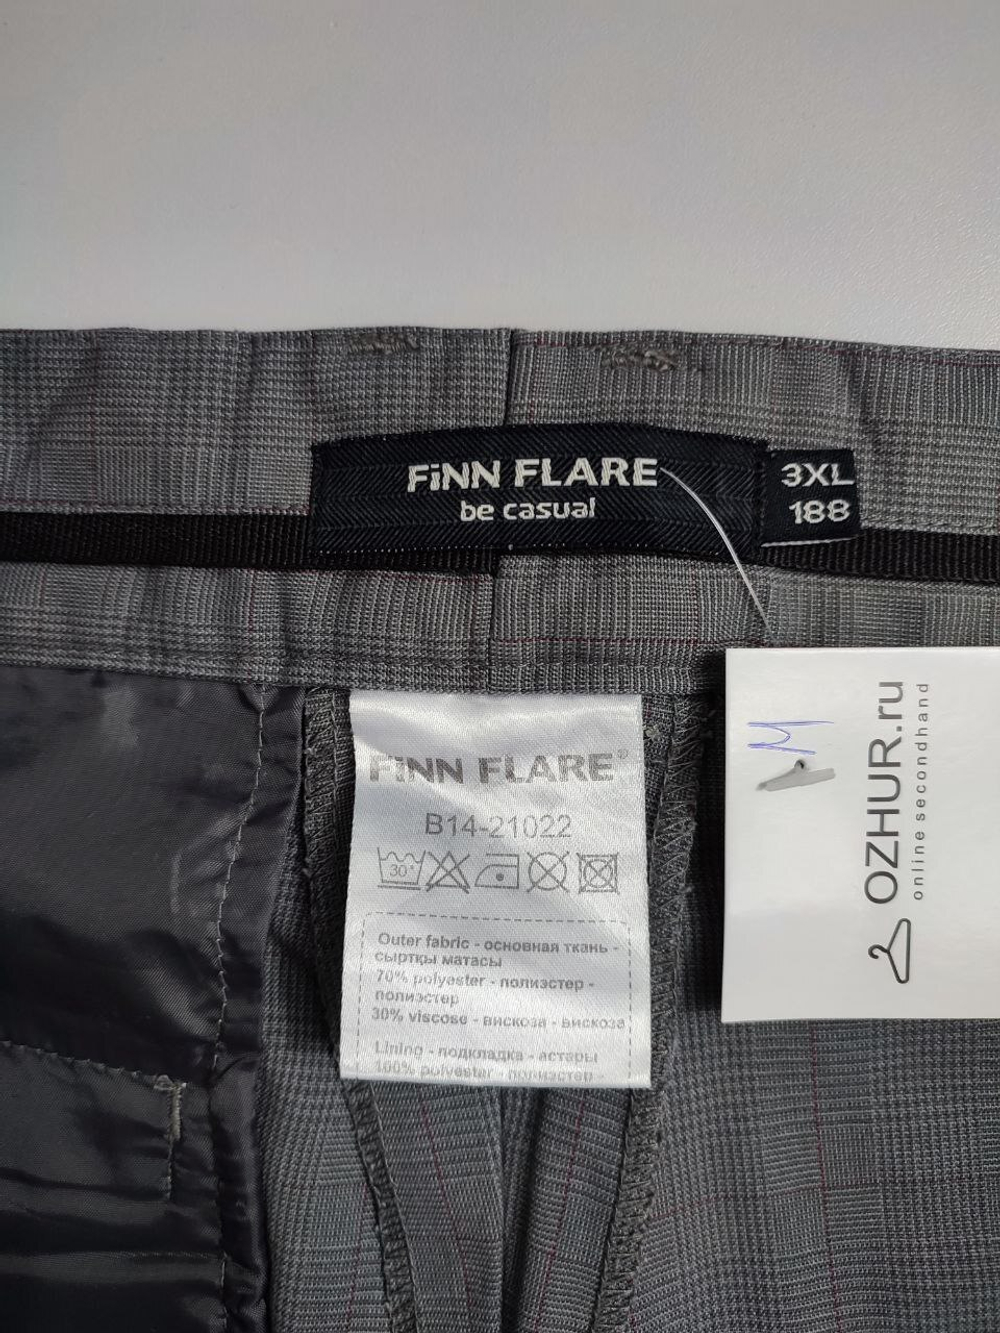 FiNN FLARE
be casual
3XL
188
FiNN FLARE®
B14-21022
30°
Outer fabric - основная ткань -
сыртқы матасы
70% polyester - полиэстер -
полиэстер
30% viscose - вискоза - вискоза
Lining - подкладка - астары
100% polyester - полиэстер
M
OZHUR.ru
online secondhand